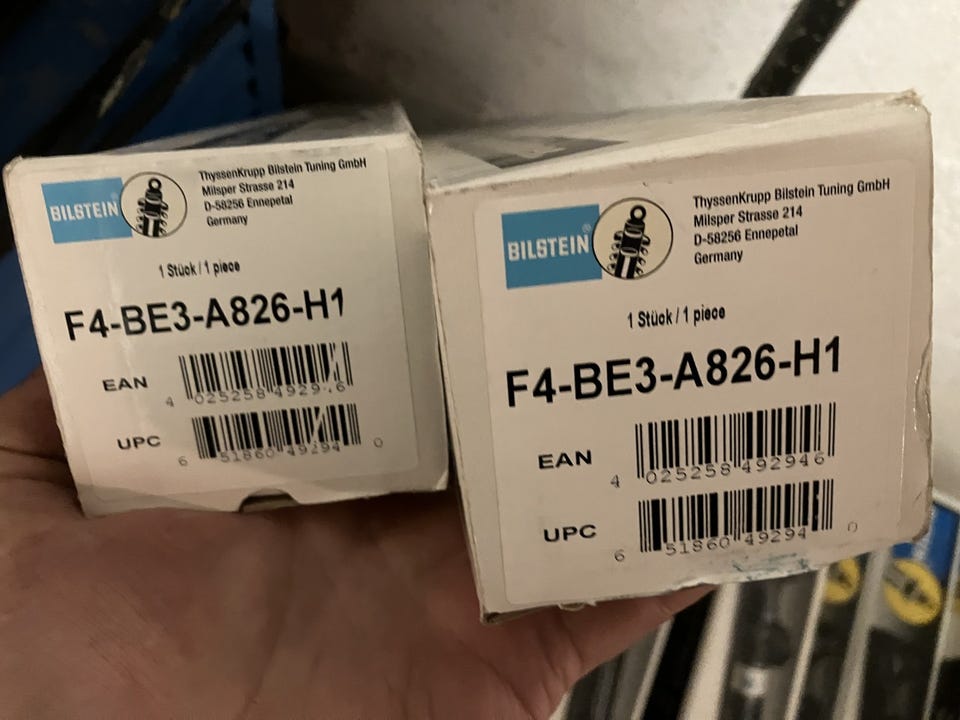 BILSTEIN
ThyssenKrupp Bilstein Tuning GmbH
Milsper Strasse 214
D-58256 Ennepetal
Germany
1 Stück / 1 piece
F4-BE3-A826-H1
EAN
4 025258 4929 6
UPC
6 51860 49294 0
BILSTEIN®
ThyssenKrupp Bilstein Tuning GmbH
Milsper Strasse 214
D-58256 Ennepetal
Germany
1 Stück / 1 piece
F4-BE3-A826-H1
EAN
4 025258 492946
UPC
6 51860 49294 0